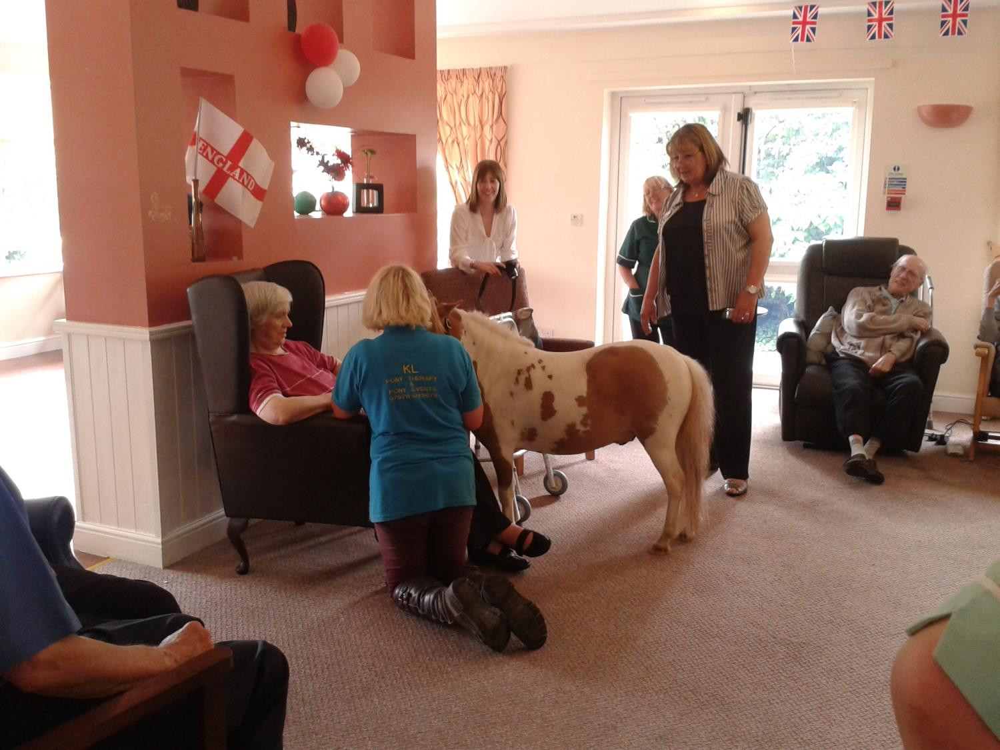 ENGLAND
KL
PONY THERAPY
&
PONY EVENTS